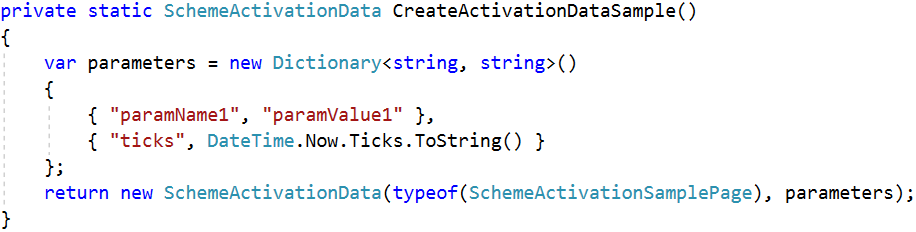 private static SchemeActivationData CreateActivationDataSample()
{
    var parameters = new Dictionary<string, string>()
    {
        { "paramName1", "paramValue1" },
        { "ticks", DateTime.Now.Ticks.ToString() }
    };
    return new SchemeActivationData(typeof(SchemeActivationSamplePage), parameters);
}